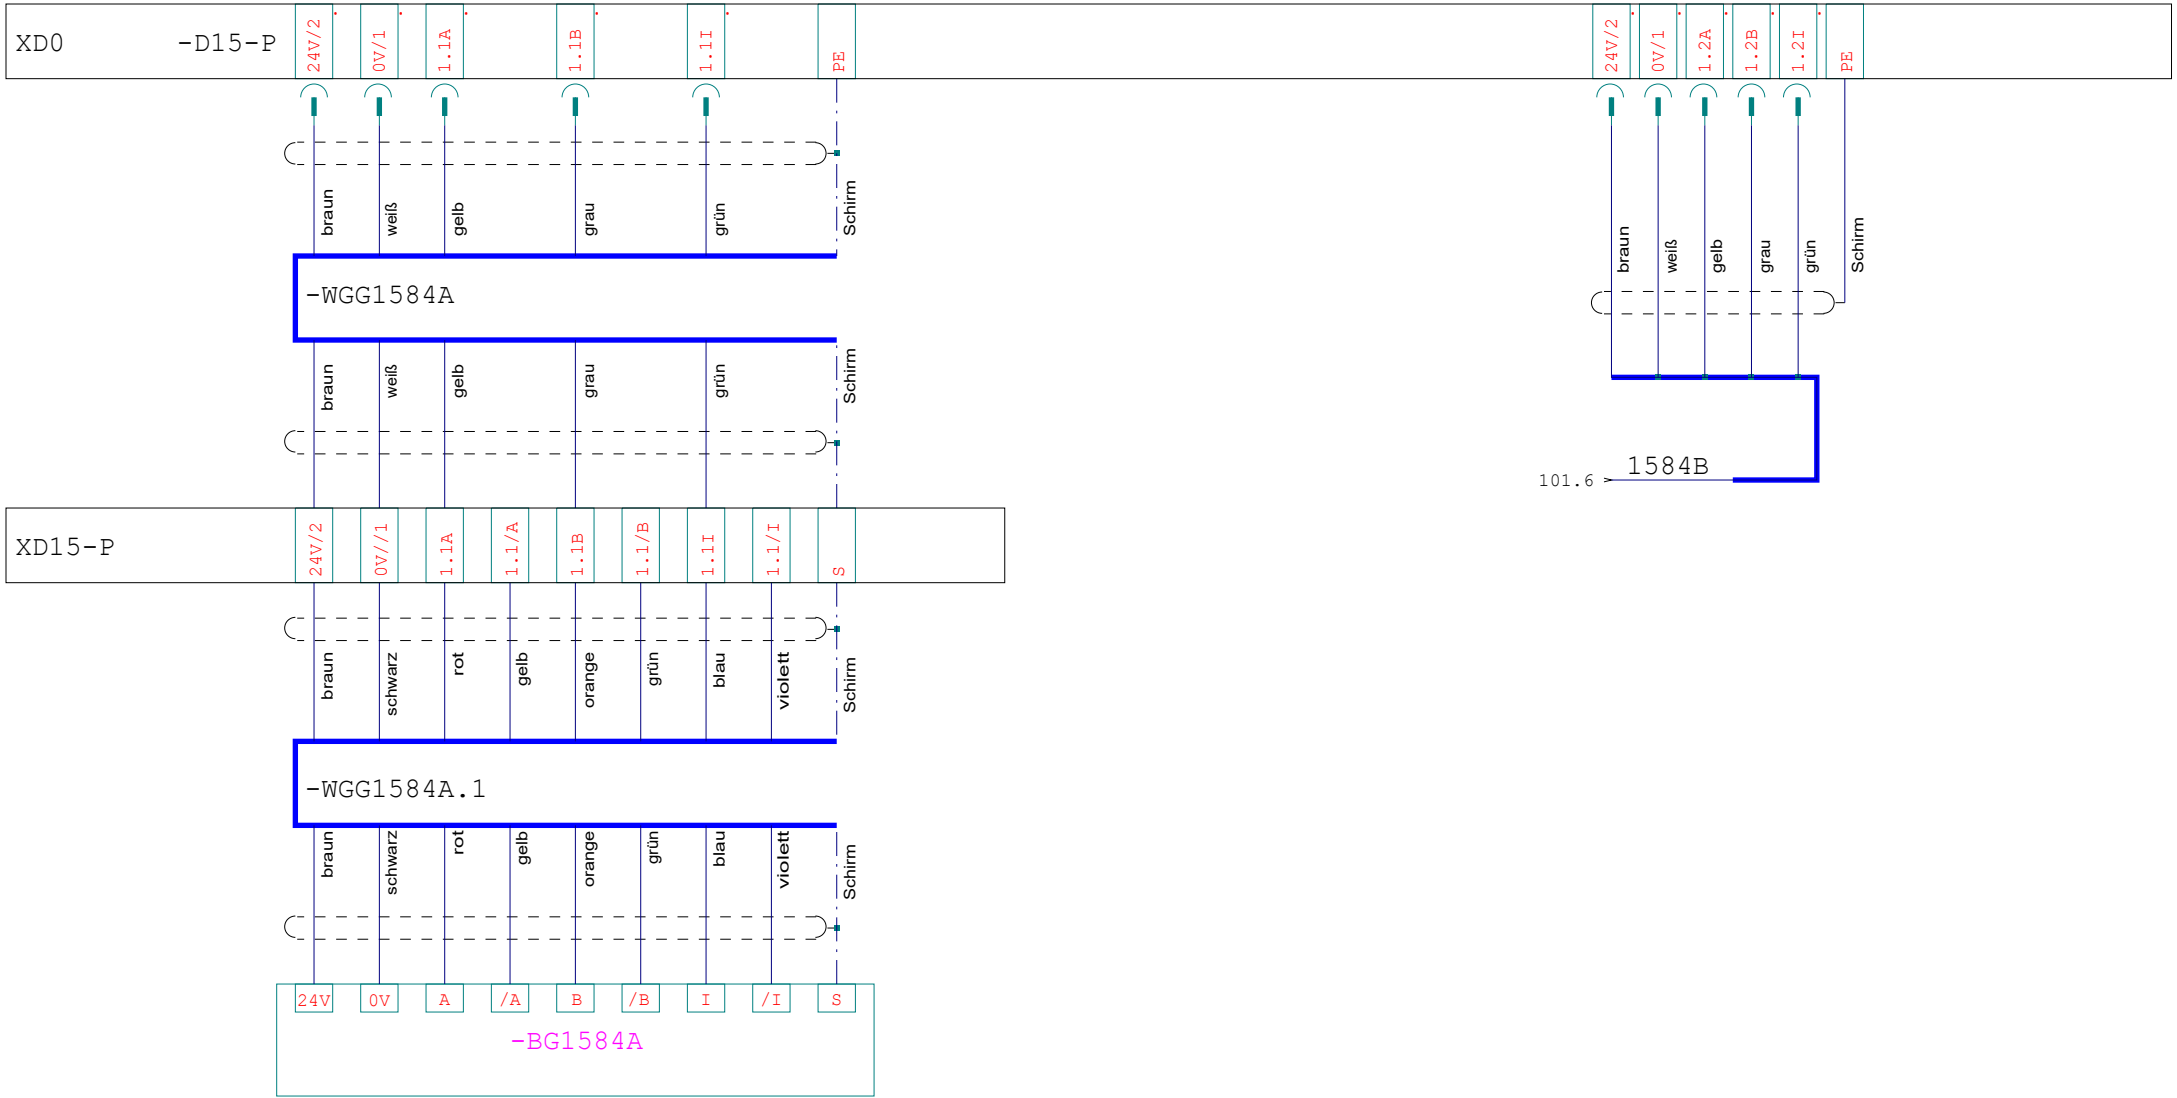 XD0 -D15-P 24V/2 0V/1 1.1A 1.1B 1.1I PE 24V/2 0V/1 1.2A 1.2B 1.2I PE
braun weiß gelb grau grün Schirm
braun weiß gelb grau grün Schirm
-WGG1584A
braun weiß gelb grau grün Schirm
101.6 1584B
XD15-P 24V/2 0V//1 1.1A 1.1/A 1.1B 1.1/B 1.1I 1.1/I S
braun schwarz rot gelb orange grün blau violett Schirm
-WGG1584A.1
braun schwarz rot gelb orange grün blau violett Schirm
24V 0V A /A B /B I /I S
-BG1584A